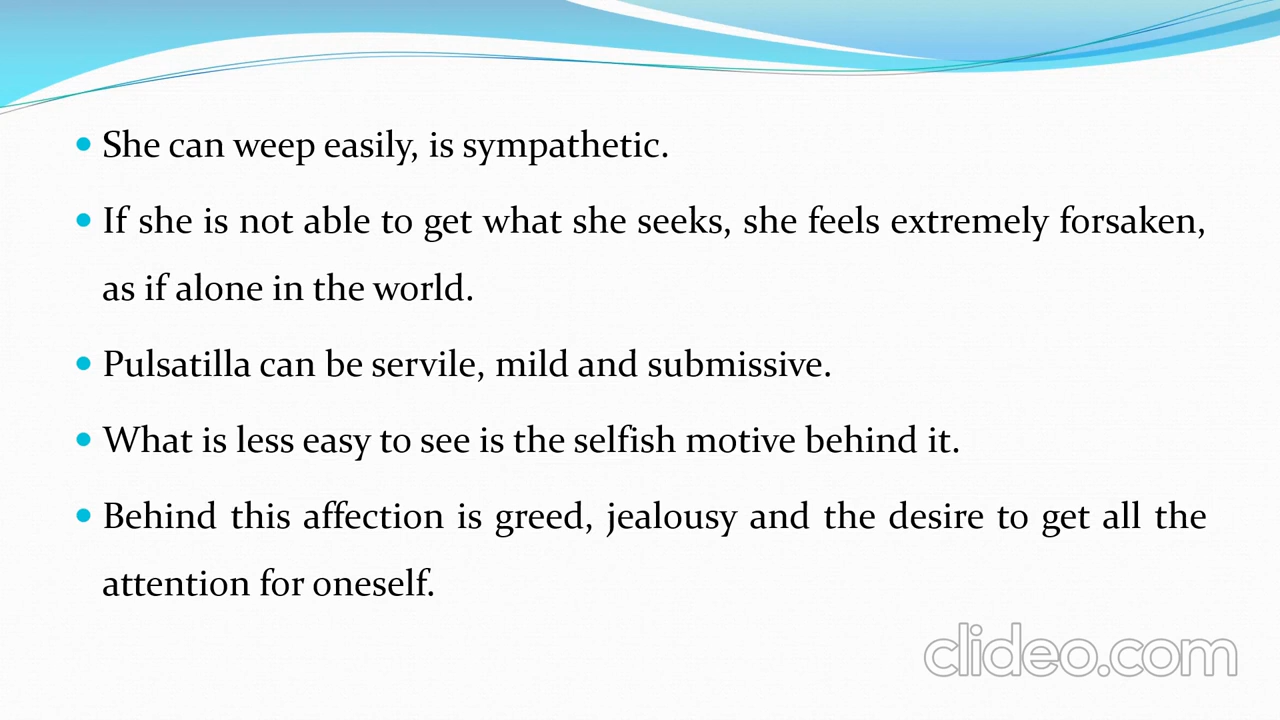 • She can weep easily, is sympathetic.
• If she is not able to get what she seeks, she feels extremely forsaken,
as if alone in the world.
• Pulsatilla can be servile, mild and submissive.
• What is less easy to see is the selfish motive behind it.
• Behind this affection is greed, jealousy and the desire to get all the
attention for oneself.
clideo.com